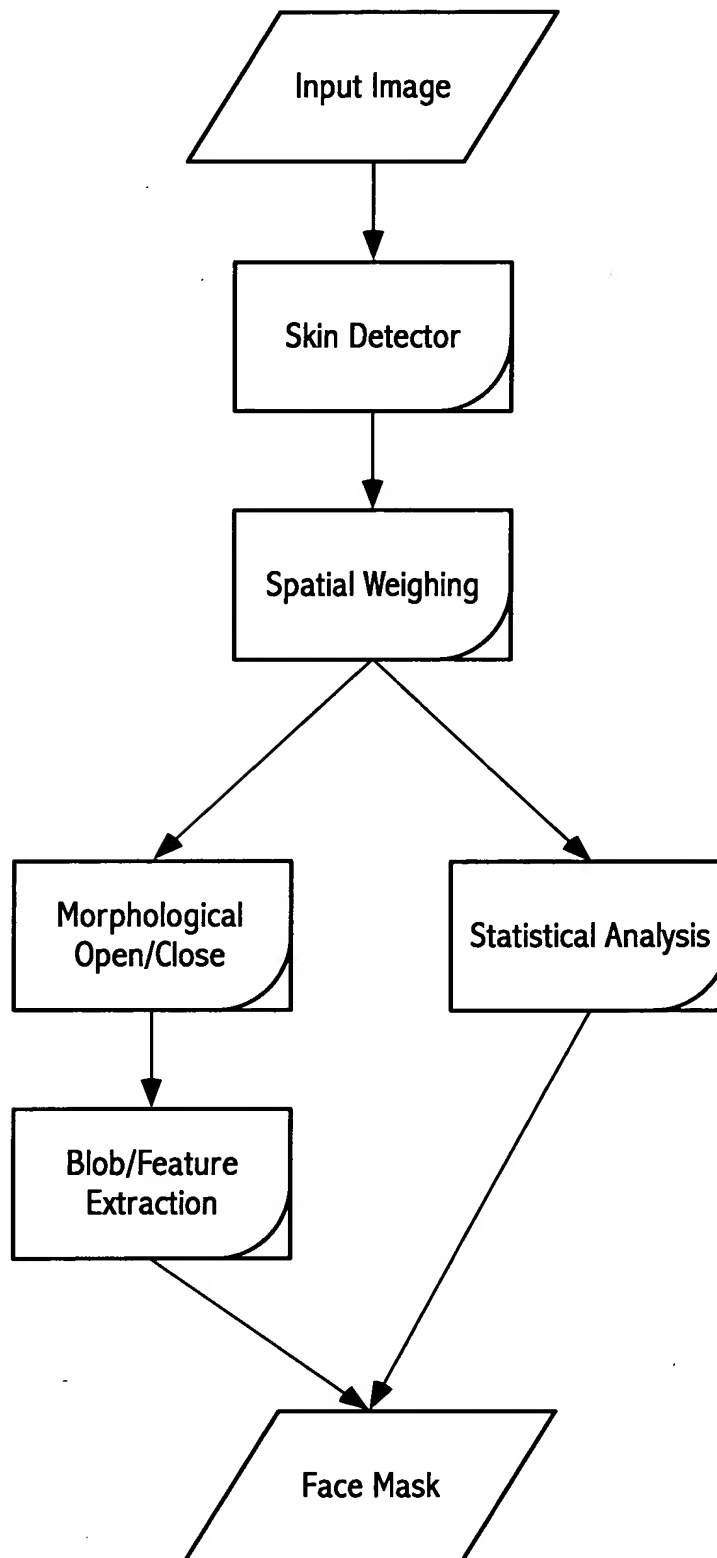 Input Image
Skin Detector
Spatial Weighing
Morphological
Open/Close
Statistical Analysis
Blob/Feature
Extraction
Face Mask